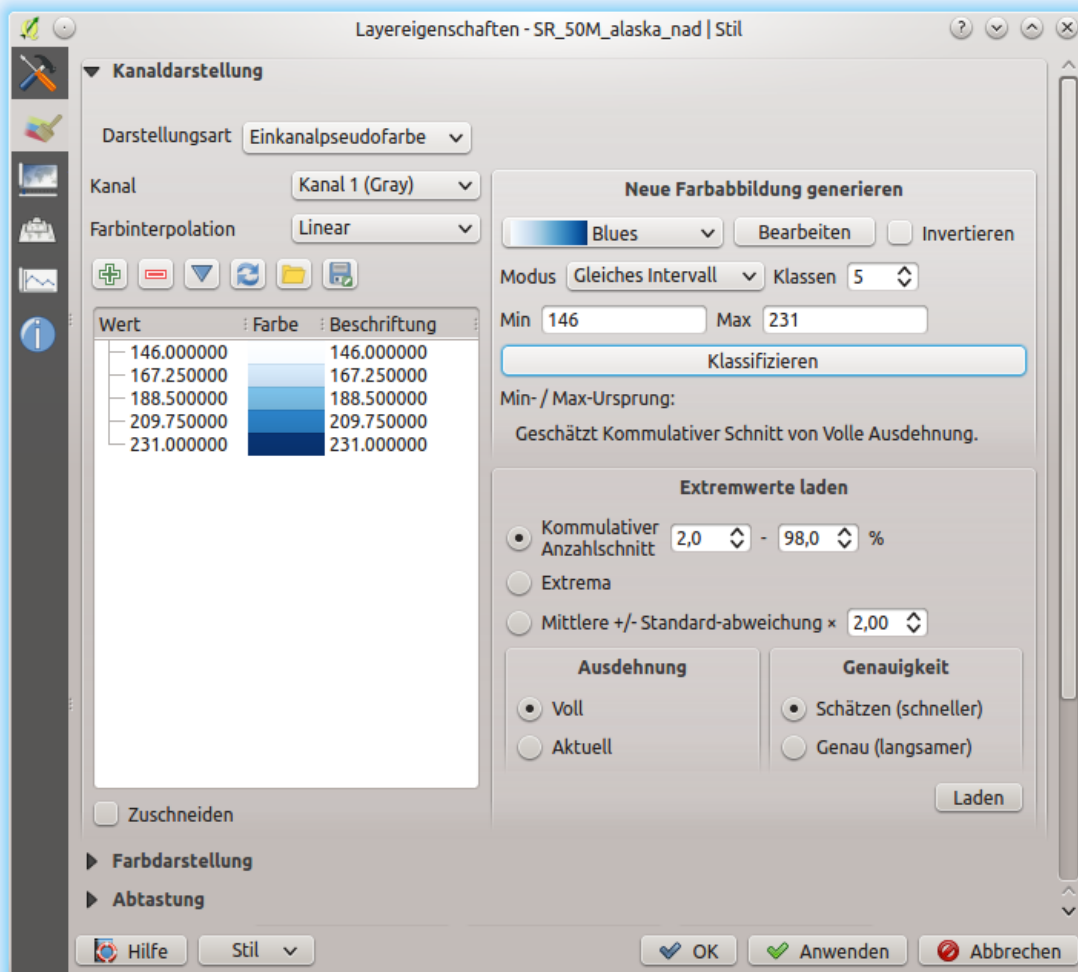 Layereigenschaften - SR_50M_alaska_nad | Stil
Kanaldarstellung
Darstellungsart Einkanalpseudofarbe
Kanal Kanal 1 (Gray)
Farbinterpolation Linear
Wert Farbe Beschriftung
146.000000 146.000000
167.250000 167.250000
188.500000 188.500000
209.750000 209.750000
231.000000 231.000000
Zuschneiden
Neue Farbabbildung generieren
Blues Bearbeiten Invertieren
Modus Gleiches Intervall Klassen 5
Min 146 Max 231
Klassifizieren
Min- / Max-Ursprung:
Geschätzt Kommulativer Schnitt von Volle Ausdehnung.
Extremwerte laden
Kommulativer
Anzahlschnitt 2,0 - 98,0 %
Extrema
Mittlere +/- Standard-abweichung × 2,00
Ausdehnung
Voll
Aktuell
Genauigkeit
Schätzen (schneller)
Genau (langsamer)
Laden
Farbdarstellung
Abtastung
Hilfe Stil OK Anwenden Abbrechen